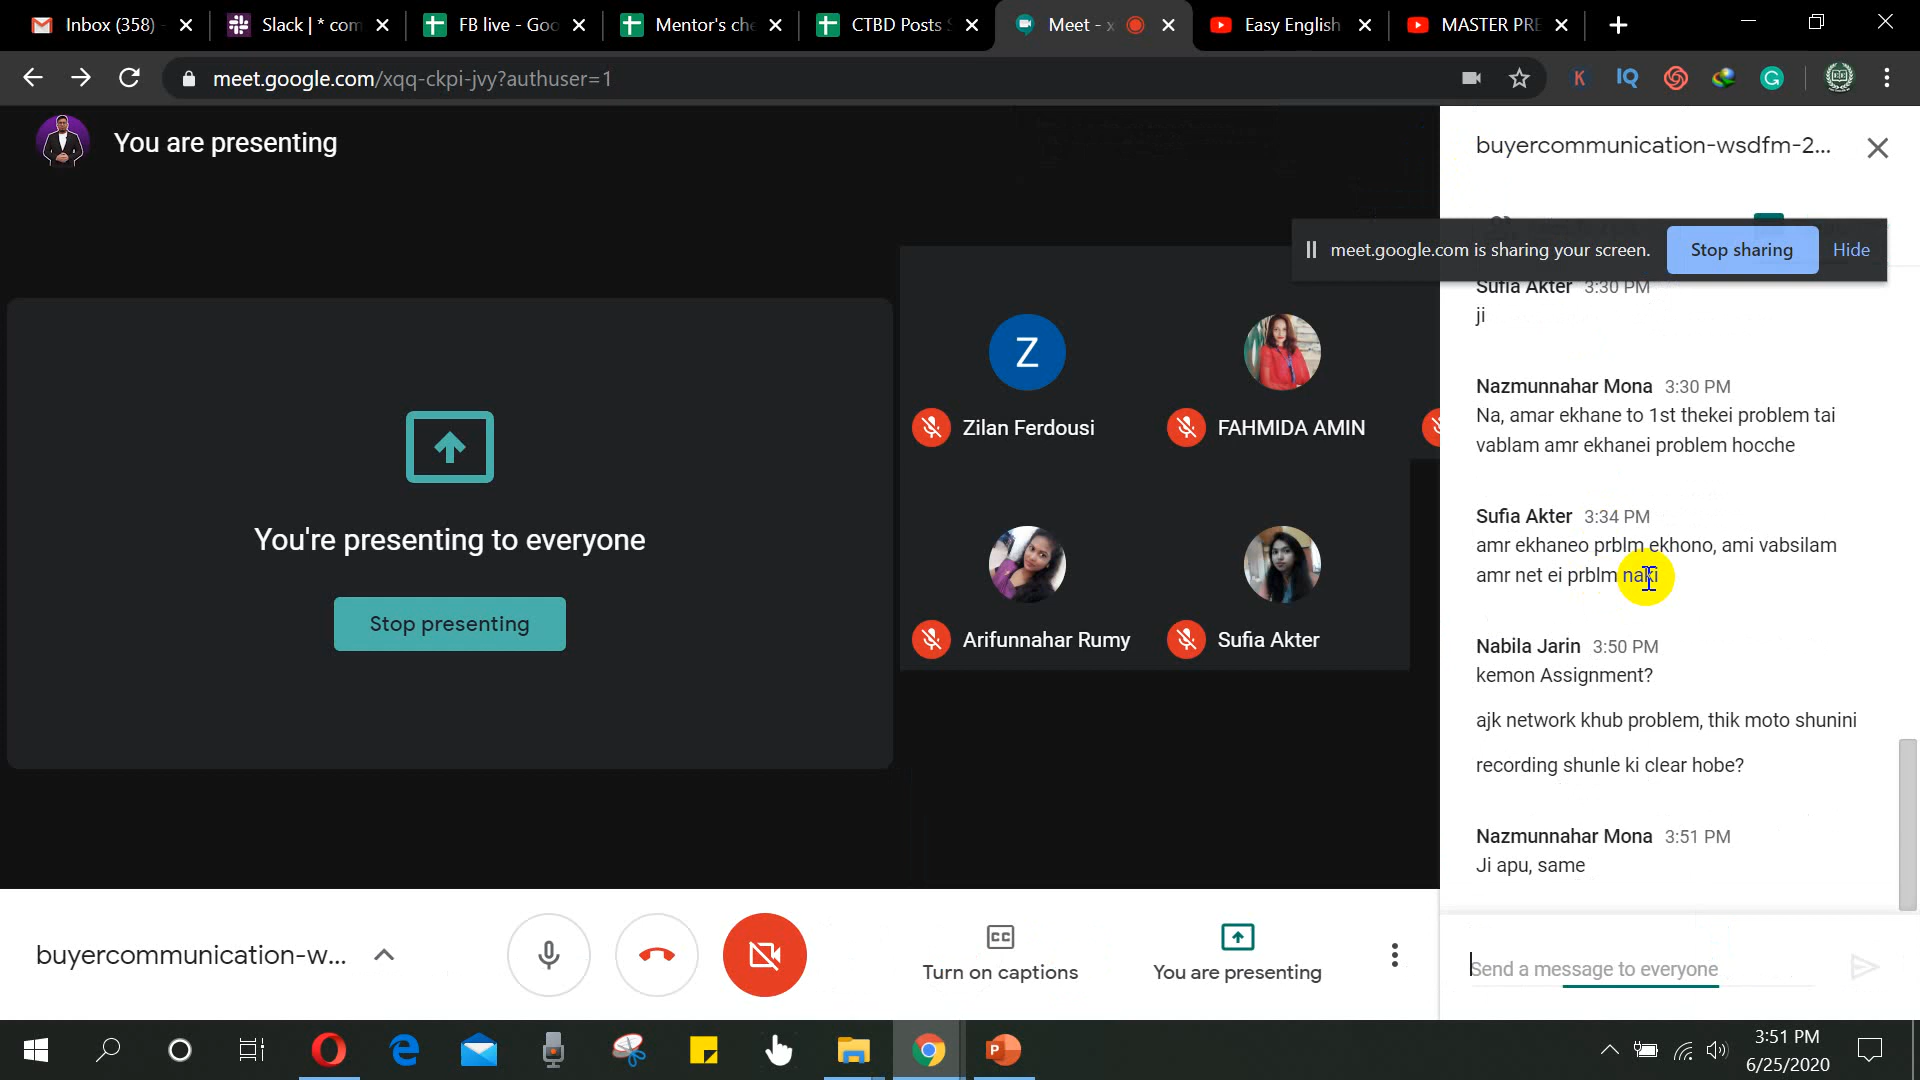 Inbox (358)
Slack | * com
FB live - Goo
Mentor's che
CTBD Posts S
Meet - x
Easy English
MASTER PRE
meet.google.com/xqq-ckpi-jvy?authuser=1
You are presenting
buyercommunication-wsdfm-2...
meet.google.com is sharing your screen.
Stop sharing
Hide
Sufia Akter 3:30 PM
ji
Nazmunnahar Mona 3:30 PM
Na, amar ekhane to 1st thekei problem tai
vablam amr ekhanei problem hocche
Sufia Akter 3:34 PM
amr ekhaneo prblm ekhono, ami vabsilam
amr net ei prblm naki
Nabila Jarin 3:50 PM
kemon Assignment?
ajk network khub problem, thik moto shunini
recording shunle ki clear hobe?
Nazmunnahar Mona 3:51 PM
Ji apu, same
Send a message to everyone
Z
Zilan Ferdousi
FAHMIDA AMIN
Arifunnahar Rumy
Sufia Akter
You're presenting to everyone
Stop presenting
buyercommunication-w...
Turn on captions
You are presenting
3:51 PM
6/25/2020